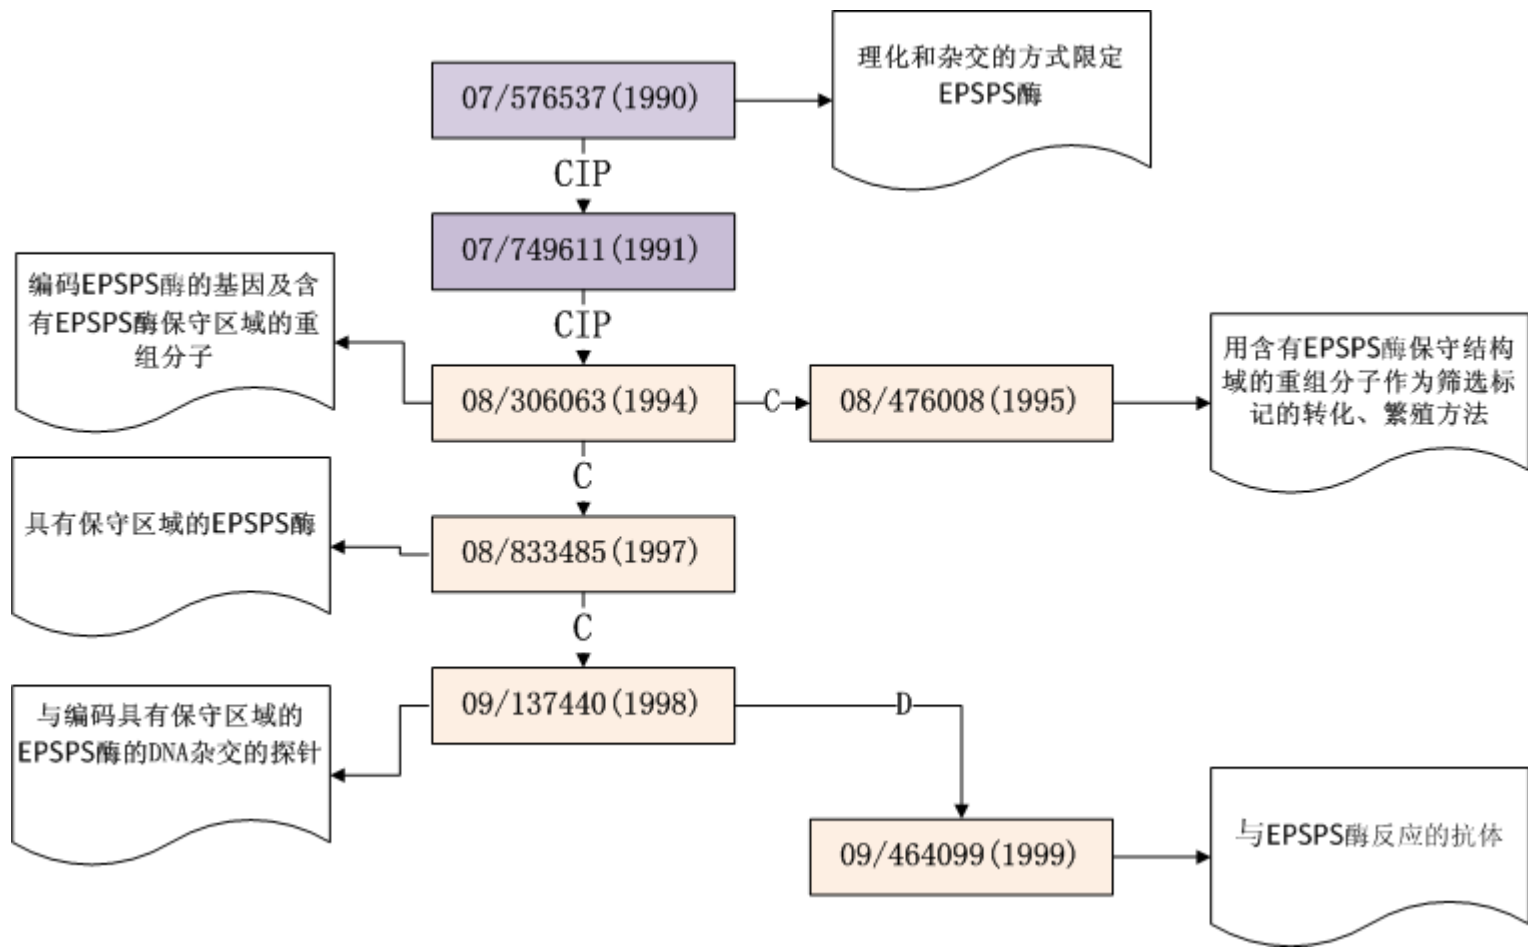 07/576537(1990)
理化和杂交的方式限定
EPSPS酶
CIP
07/749611(1991)
CIP
编码EPSPS酶的基因及含
有EPSPS酶保守区域的重
组分子
08/306063(1994)
C
08/476008(1995)
用含有EPSPS酶保守结构
域的重组分子作为筛选标
记的转化、繁殖方法
C
具有保守区域的EPSPS酶
08/833485(1997)
C
与编码具有保守区域的
EPSPS酶的DNA杂交的探针
09/137440(1998)
D
09/464099(1999)
与EPSPS酶反应的抗体